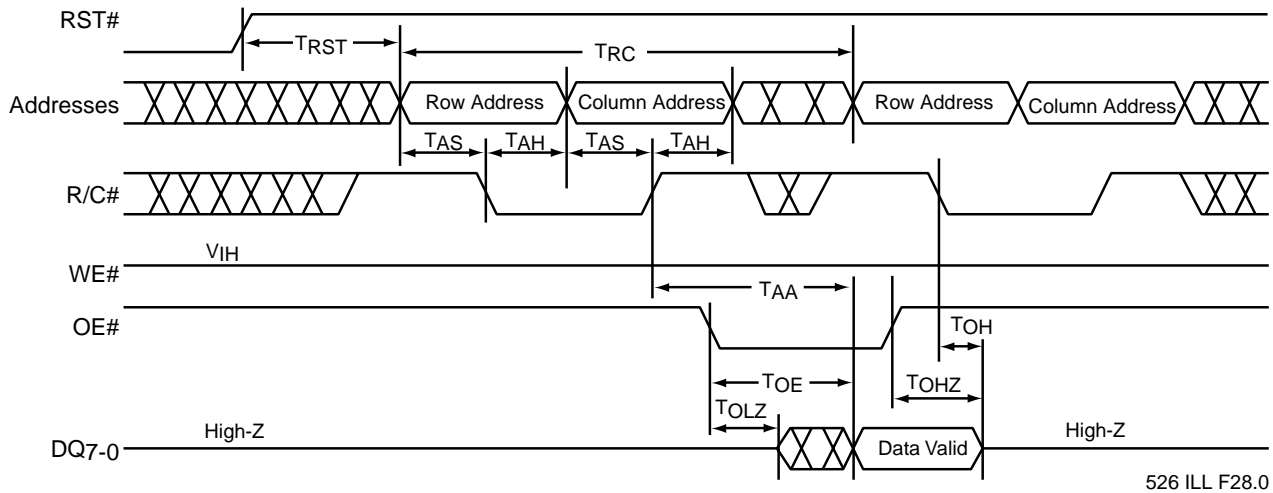 RST#
TRST
TRC
Addresses
Row Address
Column Address
Row Address
Column Address
TAS
TAH
TAS
TAH
R/C#
VIH
WE#
TAA
OE#
TOH
TOE
TOHZ
TOLZ
High-Z
High-Z
DQ7-0
Data Valid
526 ILL F28.0